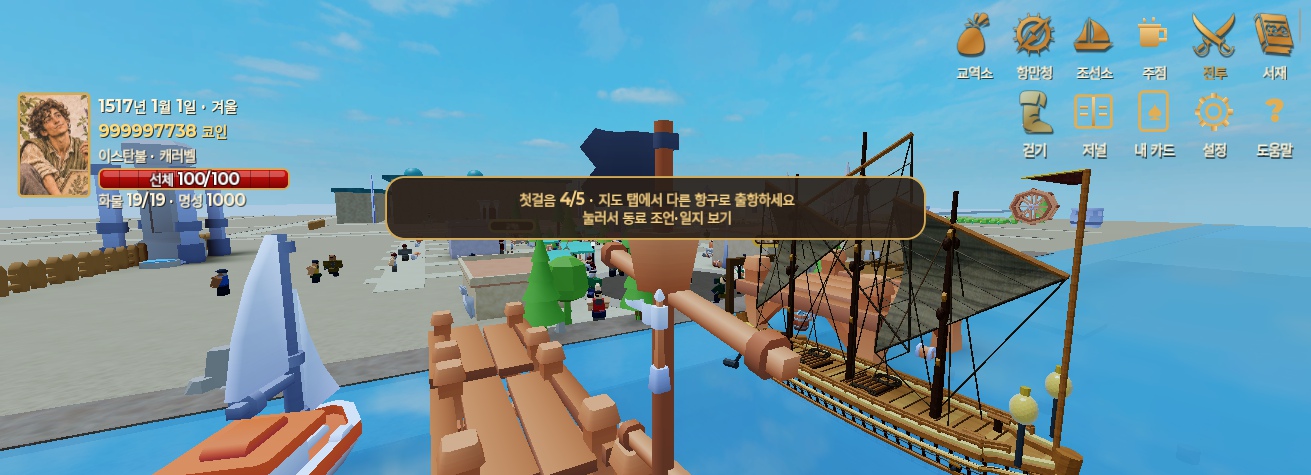 교역소
항만청
조선소
주점
전투
서재
걷기
저널
내 카드
설정
도움말
1517년 1월 1일 · 겨울
999997738 코인
이스탄불 · 캐러벨
선체 100/100
화물 19/19 · 명성 1000
첫걸음 4/5 · 지도 탭에서 다른 항구로 출항하세요
눌러서 동료 조언·일지 보기